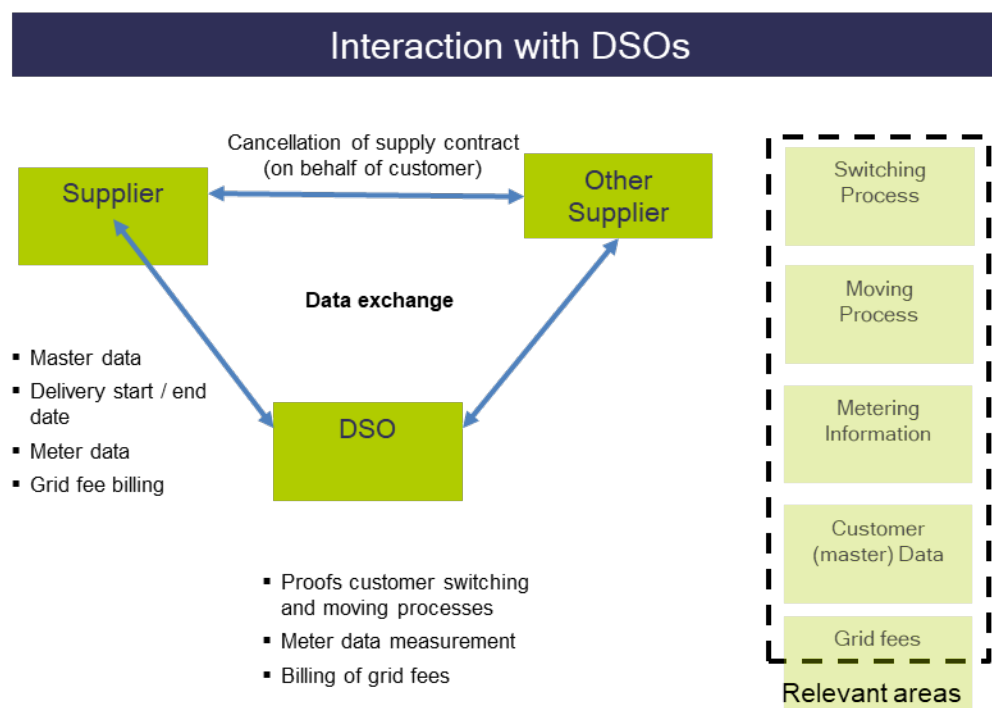 Interaction with DSOs
Cancellation of supply contract
(on behalf of customer)
Supplier
Other
Supplier
Data exchange
▪ Master data
▪ Delivery start / end
date
▪ Meter data
▪ Grid fee billing
DSO
▪ Proofs customer switching
and moving processes
▪ Meter data measurement
▪ Billing of grid fees
Switching
Process
Moving
Process
Metering
Information
Customer
(master) Data
Grid fees
Relevant areas